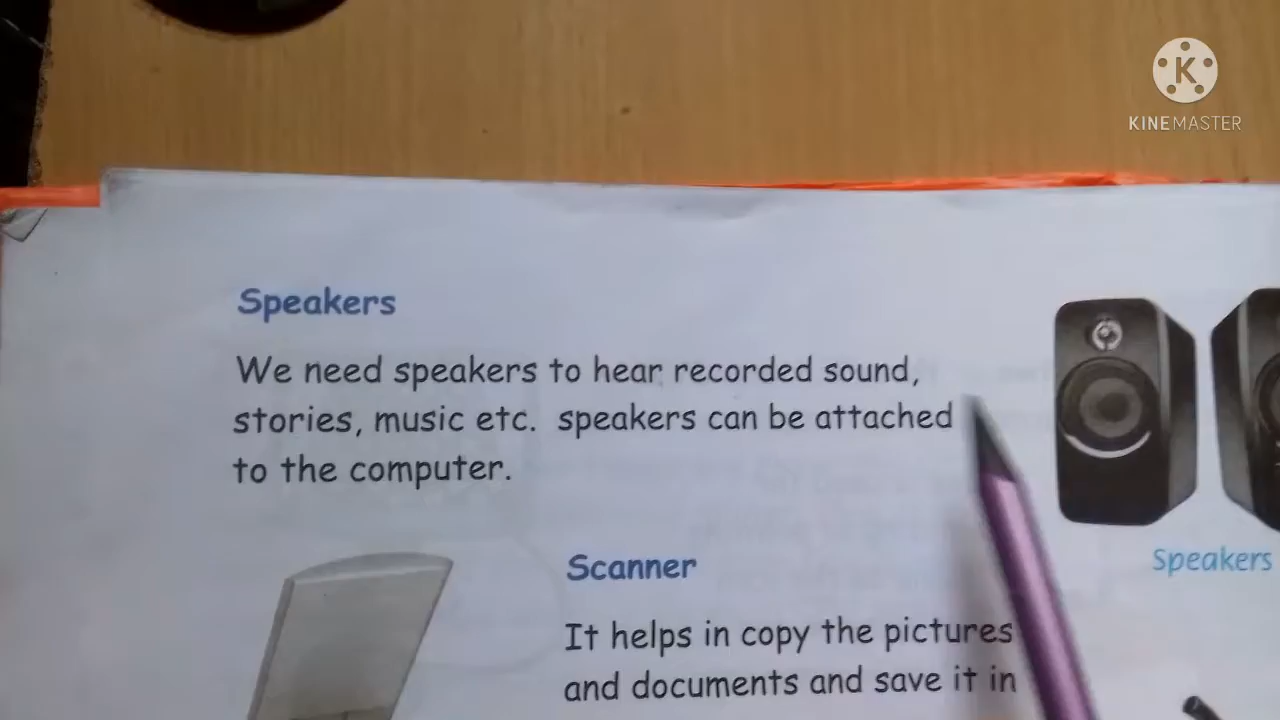 K
KINEMASTER
Speakers
We need speakers to hear recorded sound,
stories, music etc. speakers can be attached
to the computer.
Speakers
Scanner
It helps in copy the pictures
and documents and save it in